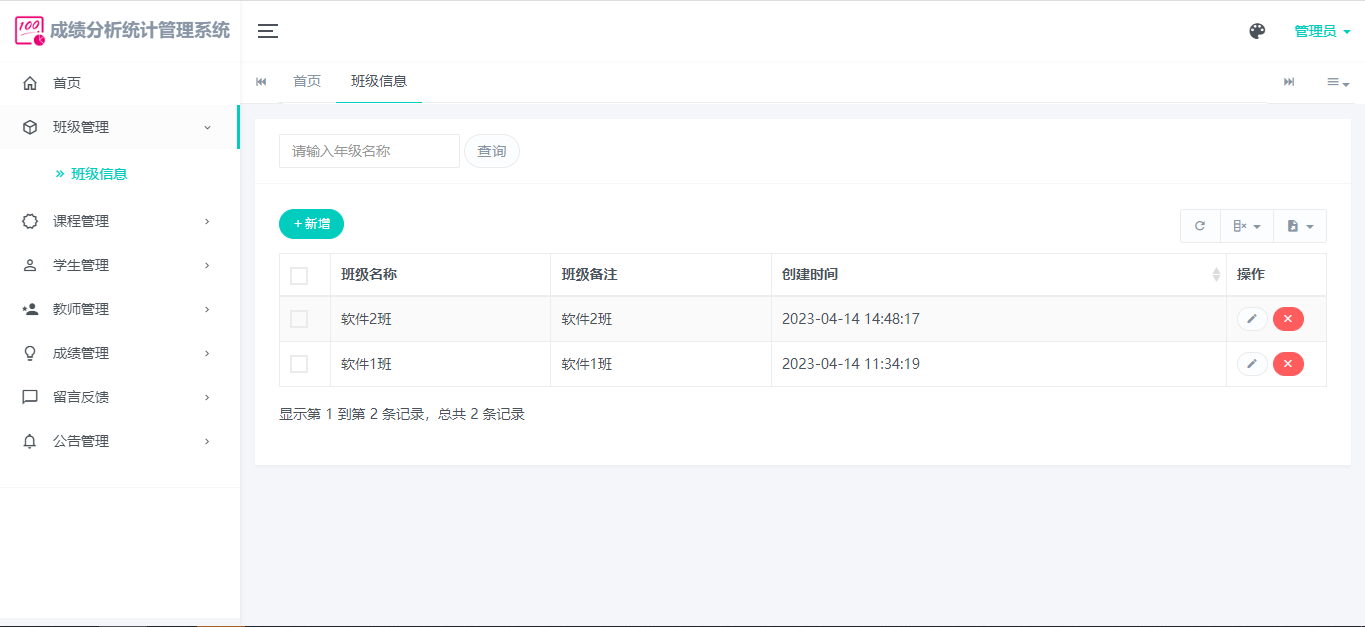 100
成绩分析统计管理系统
管理员
首页
班级管理
班级信息
课程管理
学生管理
教师管理
成绩管理
留言反馈
公告管理
首页 班级信息
请输入年级名称 查询
+ 新增
班级名称 班级备注 创建时间 操作
软件2班 软件2班 2023-04-14 14:48:17
软件1班 软件1班 2023-04-14 11:34:19
显示第 1 到第 2 条记录，总共 2 条记录